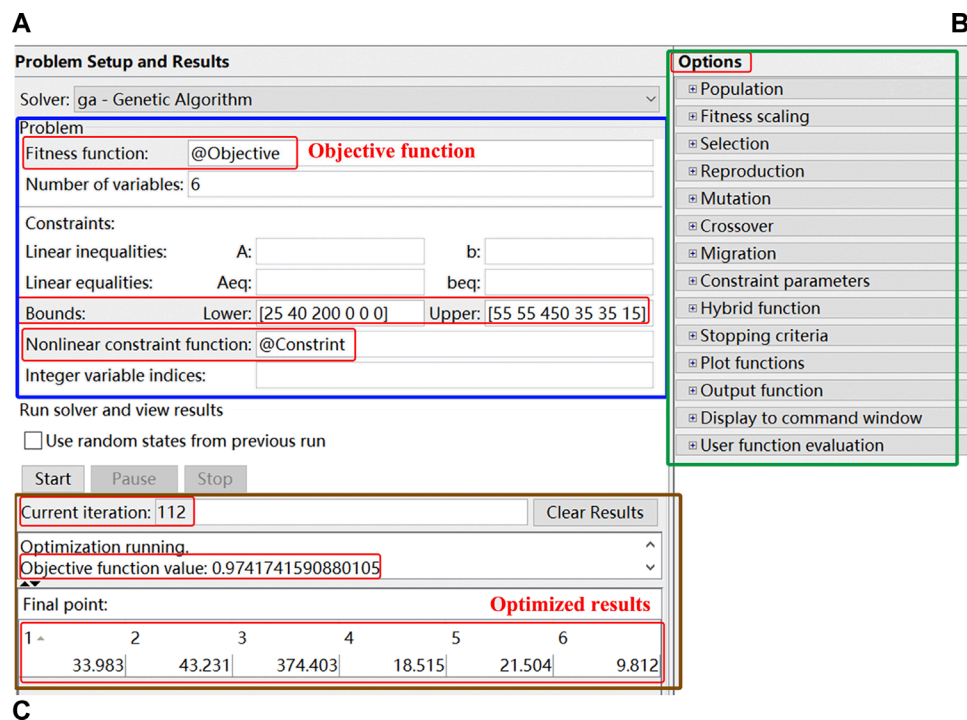 A
B
Problem Setup and Results
Solver: ga - Genetic Algorithm
Problem
Fitness function: @Objective Objective function
Number of variables: 6
Constraints:
Linear inequalities: A: b:
Linear equalities: Aeq: beq:
Bounds: Lower: [25 40 200 0 0 0] Upper: [55 55 450 35 35 15]
Nonlinear constraint function: @Constrint
Integer variable indices:
Run solver and view results
Use random states from previous run
Start Pause Stop
Current iteration: 112 Clear Results
Optimization running.
Objective function value: 0.9741741590880105
Final point: Optimized results
1 2 3 4 5 6
33.983 43.231 374.403 18.515 21.504 9.812
Options
Population
Fitness scaling
Selection
Reproduction
Mutation
Crossover
Migration
Constraint parameters
Hybrid function
Stopping criteria
Plot functions
Output function
Display to command window
User function evaluation
C